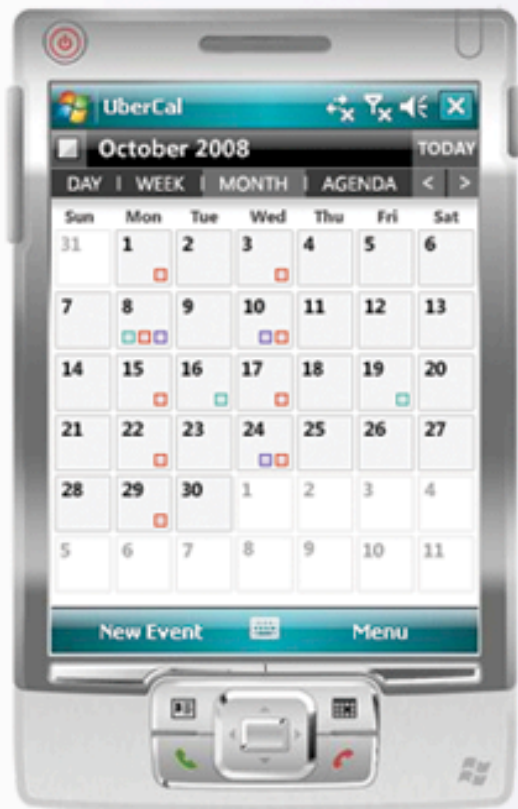 UberCal
October 2008 TODAY
DAY | WEEK | MONTH | AGENDA < >
Sun Mon Tue Wed Thu Fri Sat
31 1 2 3 4 5 6
7 8 9 10 11 12 13
14 15 16 17 18 19 20
21 22 23 24 25 26 27
28 29 30 1 2 3 4
5 6 7 8 9 10 11
New Event Menu